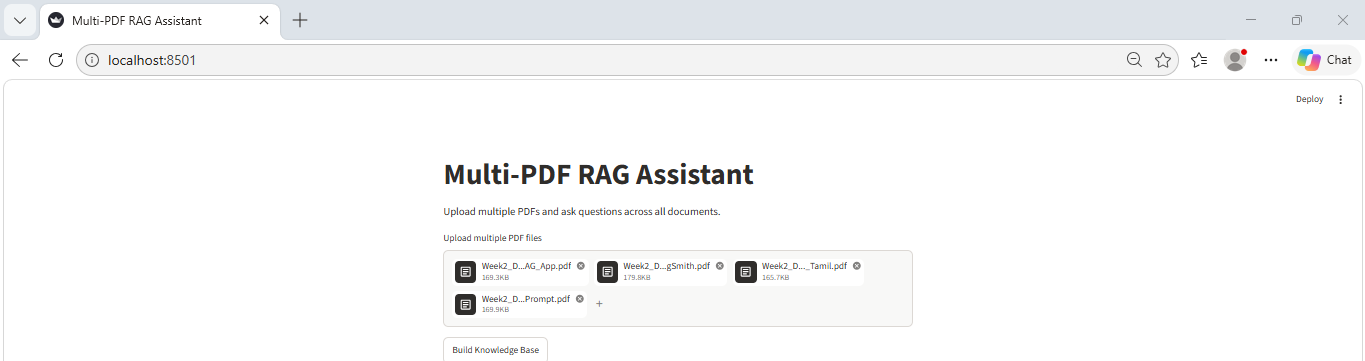 Multi-PDF RAG Assistant
localhost:8501
Chat
Deploy
Multi-PDF RAG Assistant
Upload multiple PDFs and ask questions across all documents.
Upload multiple PDF files
Week2_D...AG_App.pdf
169.3KB
Week2_D...gSmith.pdf
179.8KB
Week2_D..._Tamil.pdf
165.7KB
Week2_D...Prompt.pdf
169.9KB
Build Knowledge Base